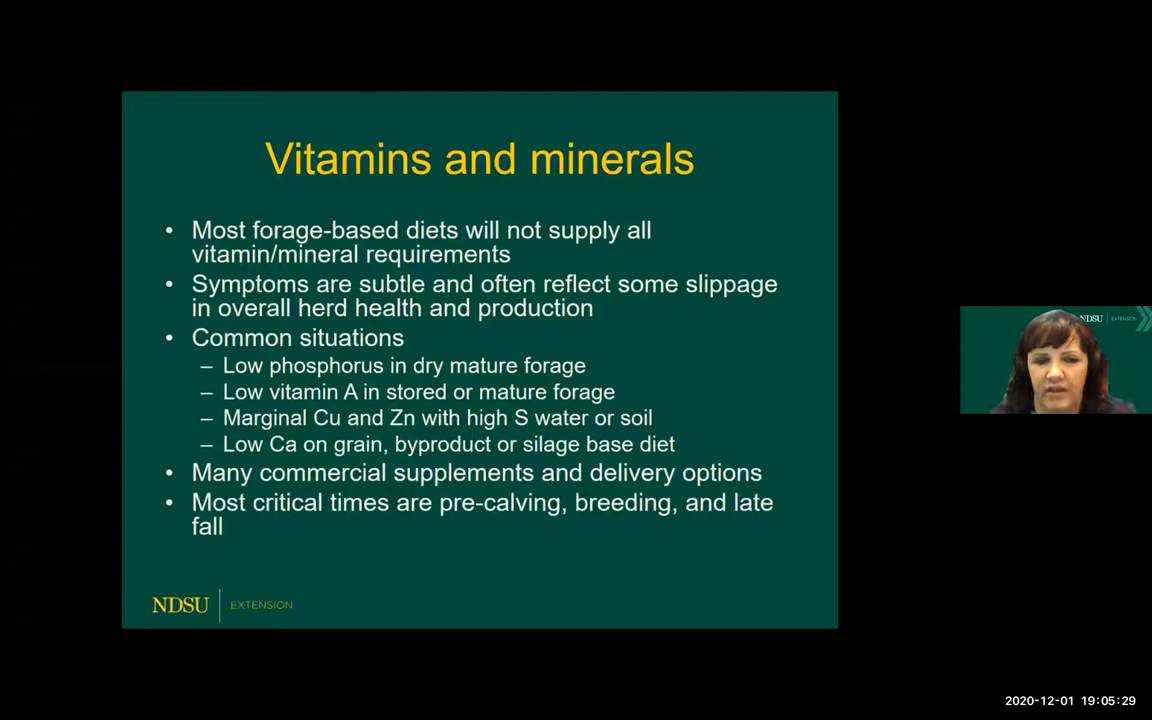 Vitamins and minerals
• Most forage-based diets will not supply all
vitamin/mineral requirements
• Symptoms are subtle and often reflect some slippage
in overall herd health and production
• Common situations
– Low phosphorus in dry mature forage
– Low vitamin A in stored or mature forage
– Marginal Cu and Zn with high S water or soil
– Low Ca on grain, byproduct or silage base diet
• Many commercial supplements and delivery options
• Most critical times are pre-calving, breeding, and late
fall
NDSU EXTENSION
NDSU EXTENSION
2020-12-01 19:05:29